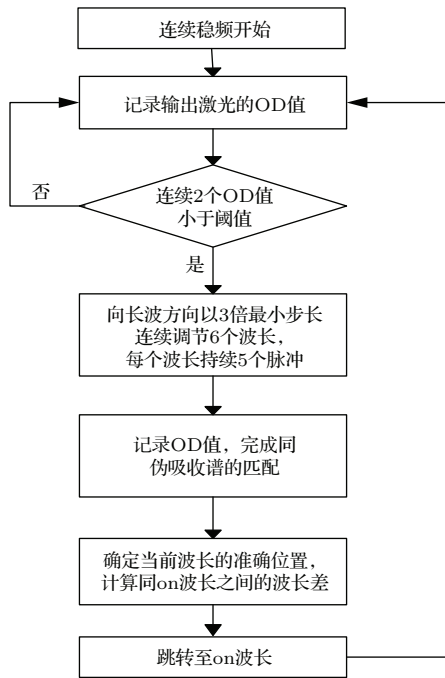 连续稳频开始
记录输出激光的OD值
否
连续2个OD值
小于阈值
是
向长波方向以3倍最小步长
连续调节6个波长，
每个波长持续5个脉冲
记录OD值，完成同
伪吸收谱的匹配
确定当前波长的准确位置，
计算同on波长之间的波长差
跳转至on波长